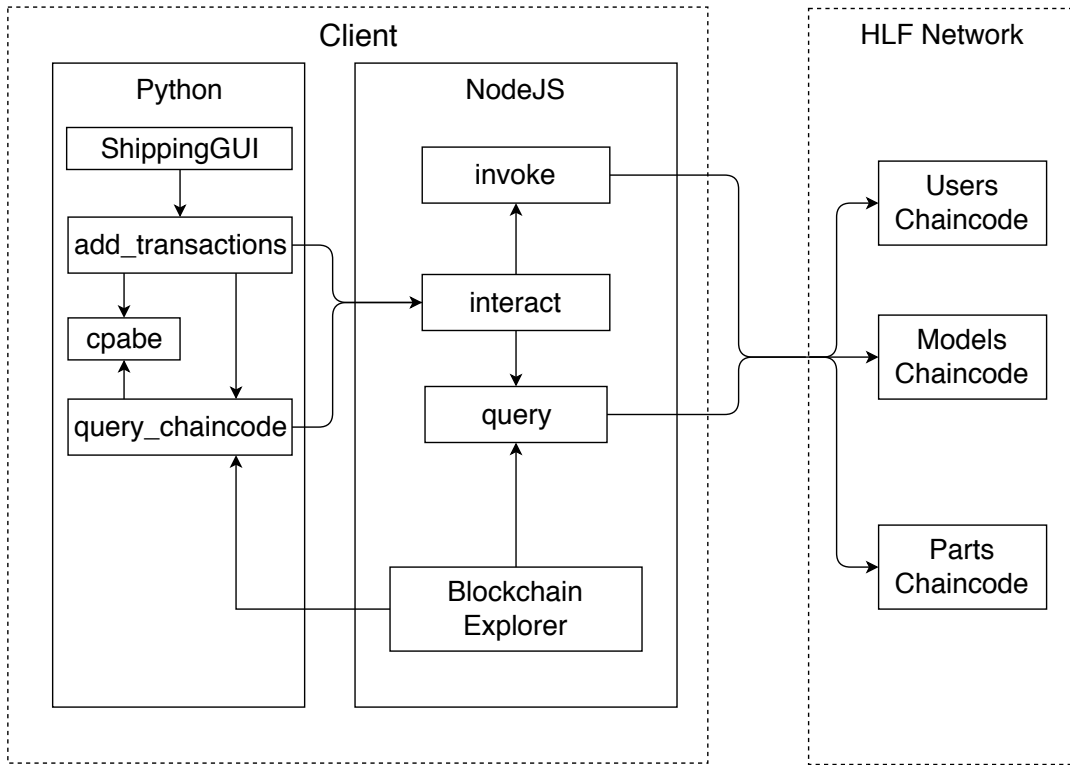 Client
HLF Network
Python
NodeJS
ShippingGUI
add_transactions
cpabe
query_chaincode
invoke
interact
query
Blockchain
Explorer
Users
Chaincode
Models
Chaincode
Parts
Chaincode